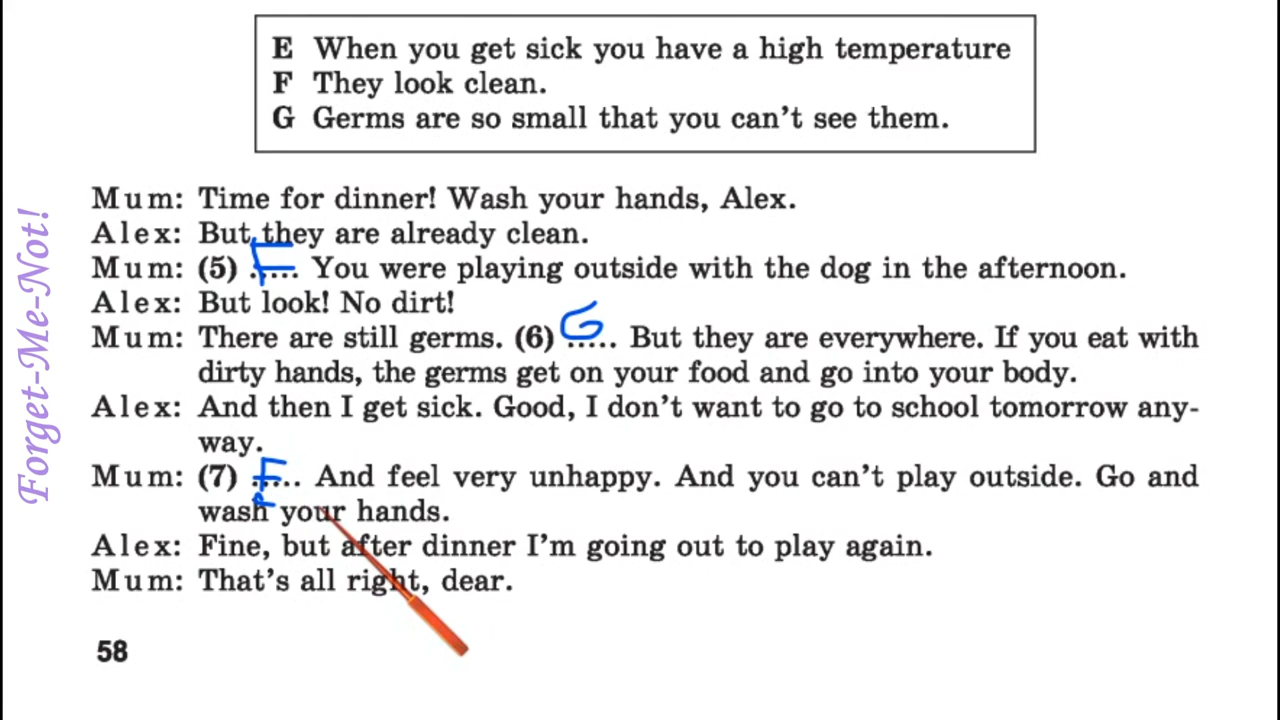 E When you get sick you have a high temperature
F They look clean.
G Germs are so small that you can't see them.
Forget-Me-Not!
Mum: Time for dinner! Wash your hands, Alex.
Alex: But they are already clean.
Mum: (5) F.... You were playing outside with the dog in the afternoon.
Alex: But look! No dirt!
Mum: There are still germs. (6) G..... But they are everywhere. If you eat with
dirty hands, the germs get on your food and go into your body.
Alex: And then I get sick. Good, I don't want to go to school tomorrow any-
way.
Mum: (7) E.... And feel very unhappy. And you can't play outside. Go and
wash your hands.
Alex: Fine, but after dinner I'm going out to play again.
Mum: That's all right, dear.
58